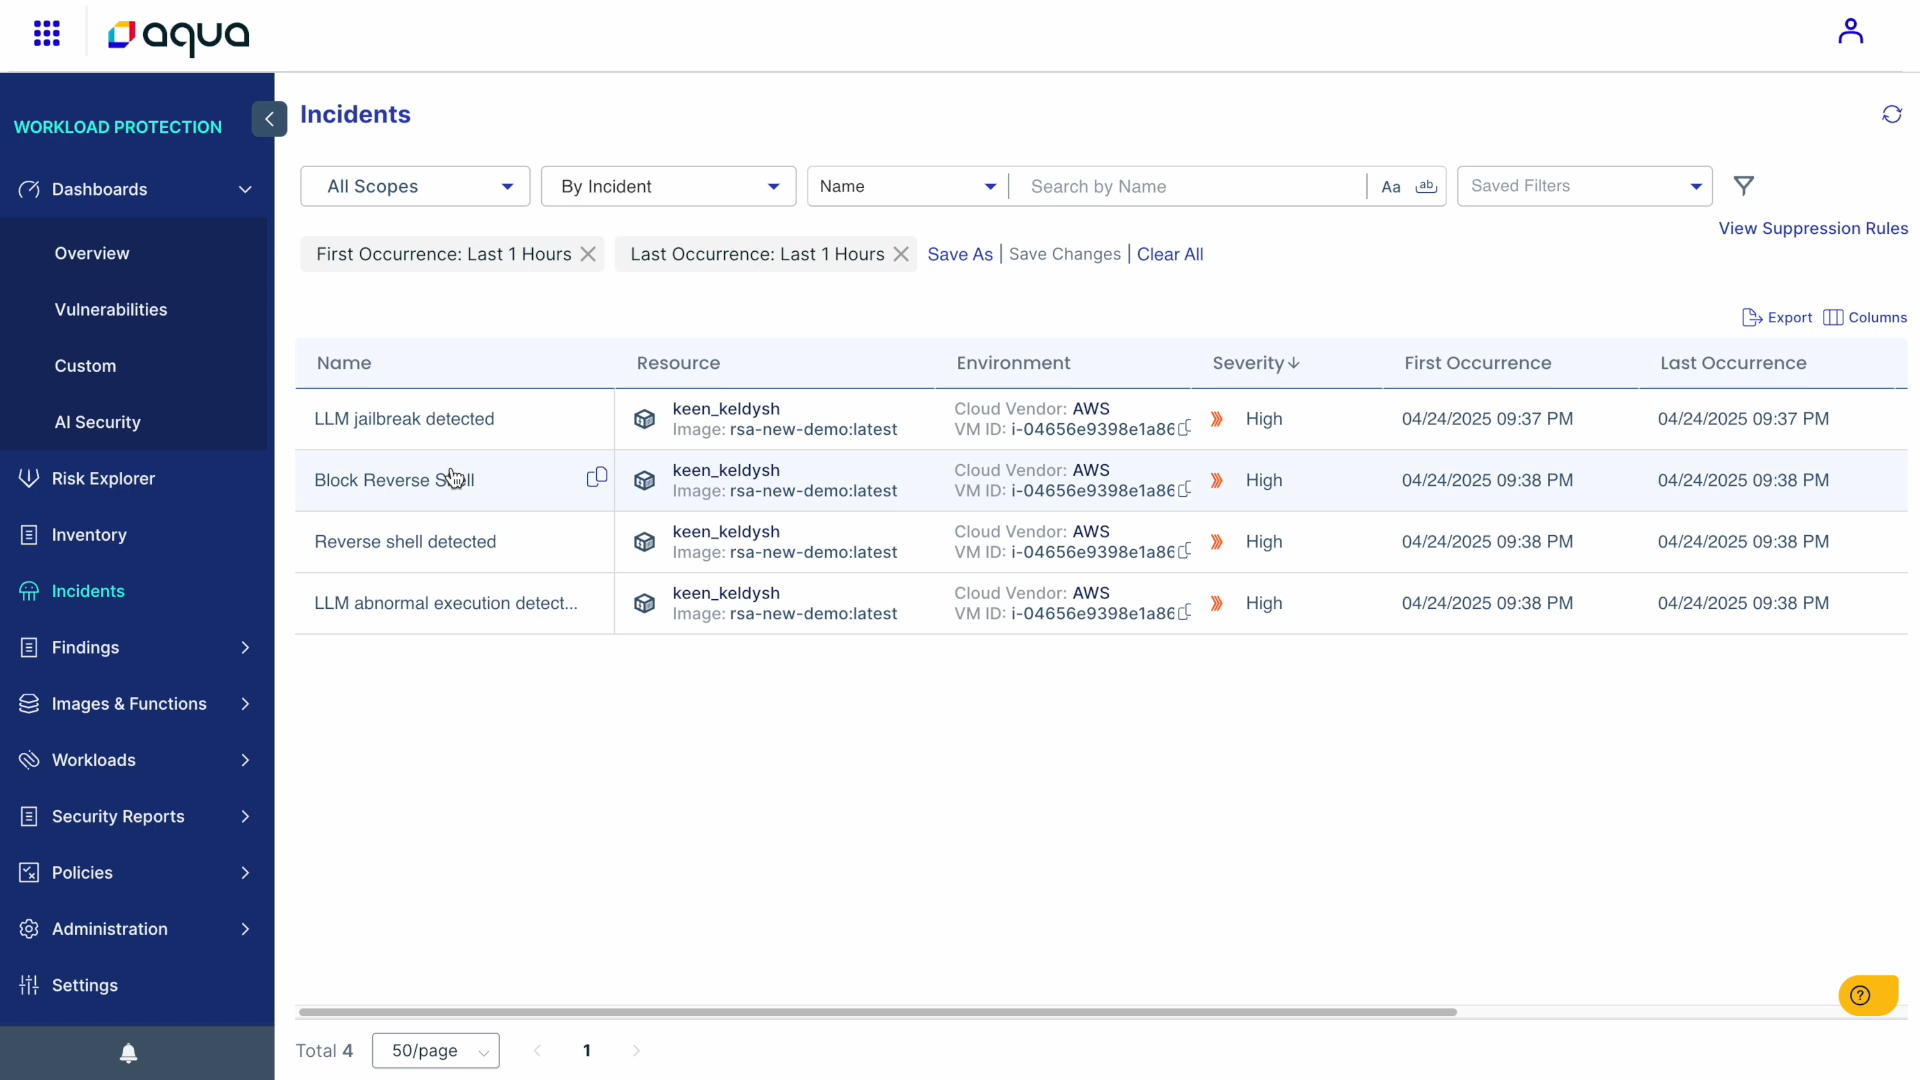 aqua
WORKLOAD PROTECTION
Dashboards
Overview
Vulnerabilities
Custom
AI Security
Risk Explorer
Inventory
Incidents
Findings
Images & Functions
Workloads
Security Reports
Policies
Administration
Settings
Incidents
All Scopes By Incident Name Search by Name Aa ab Saved Filters
View Suppression Rules
First Occurrence: Last 1 Hours Last Occurrence: Last 1 Hours Save As | Save Changes | Clear All
Export Columns
Name Resource Environment Severity First Occurrence Last Occurrence
LLM jailbreak detected keen_keldysh Cloud Vendor: AWS High 04/24/2025 09:37 PM 04/24/2025 09:37 PM
Image: rsa-new-demo:latest VM ID: i-04656e9398e1a86
Block Reverse keen_keldysh Cloud Vendor: AWS High 04/24/2025 09:38 PM 04/24/2025 09:38 PM
Image: rsa-new-demo:latest VM ID: i-04656e9398e1a86
Reverse shell detected keen_keldysh Cloud Vendor: AWS High 04/24/2025 09:38 PM 04/24/2025 09:38 PM
Image: rsa-new-demo:latest VM ID: i-04656e9398e1a86
LLM abnormal execution detect... keen_keldysh Cloud Vendor: AWS High 04/24/2025 09:38 PM 04/24/2025 09:38 PM
Image: rsa-new-demo:latest VM ID: i-04656e9398e1a86
Total 4 50/page 1